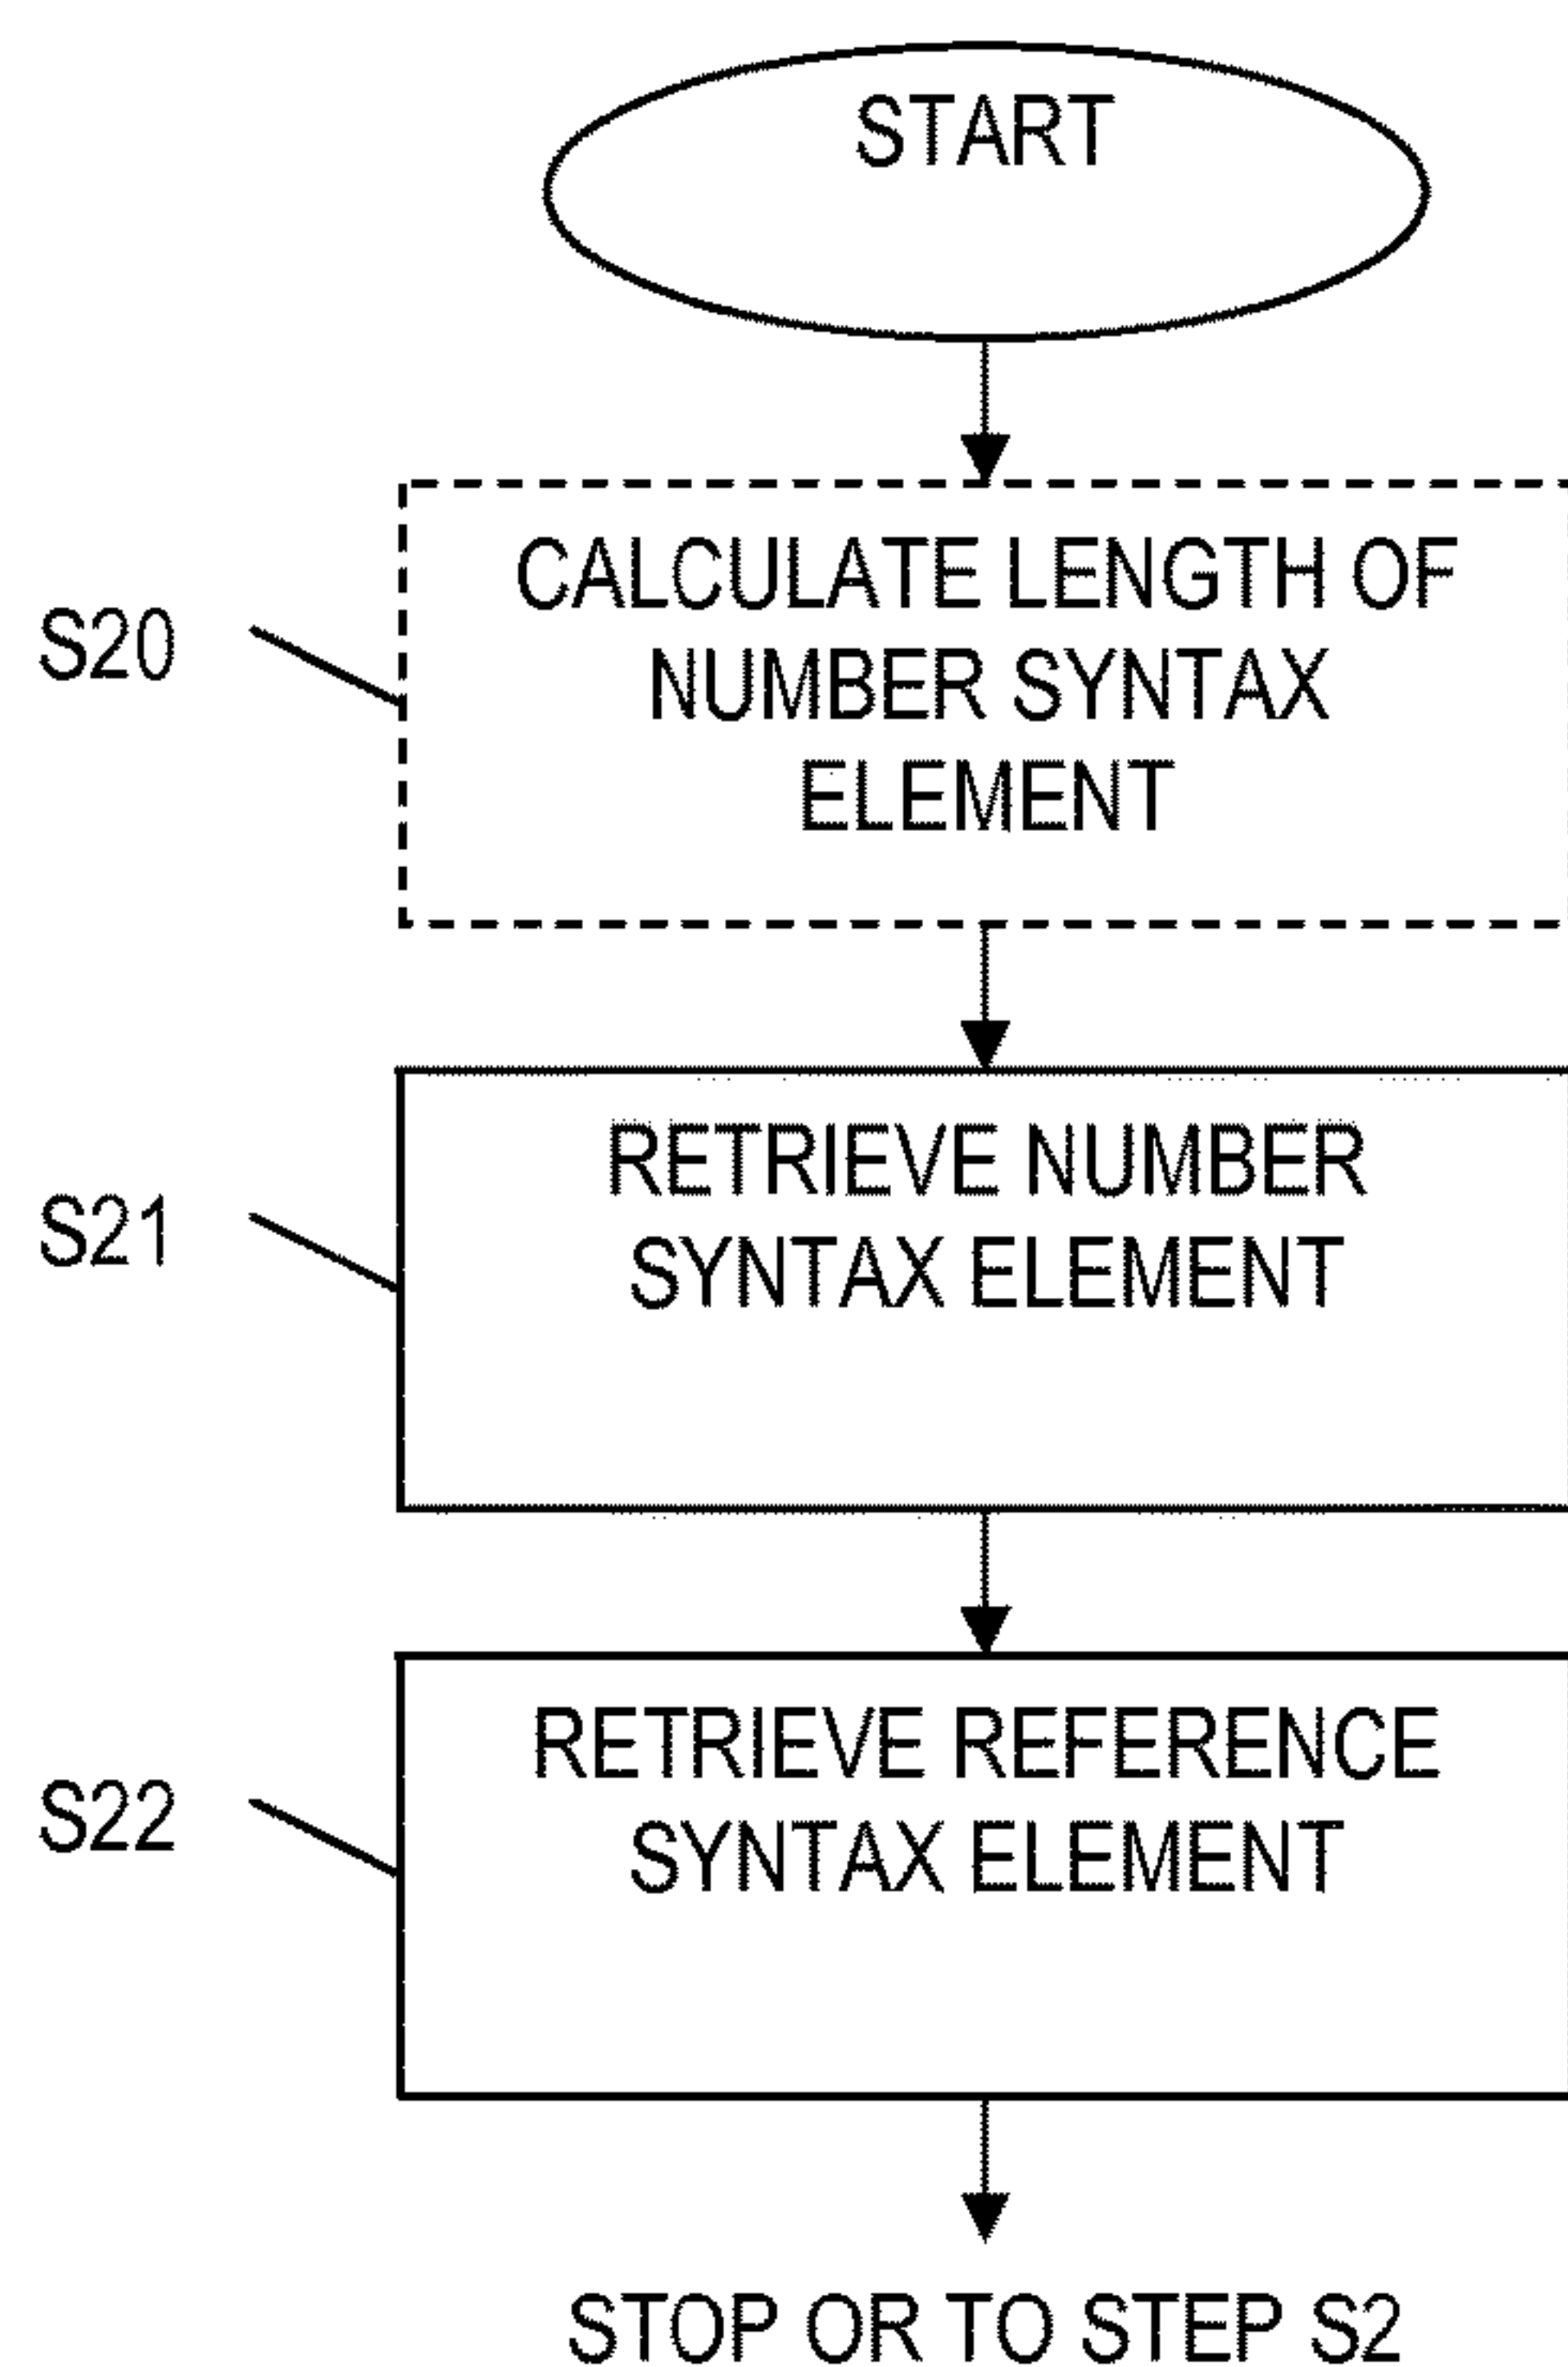 START
S20
CALCULATE LENGTH OF
NUMBER SYNTAX
ELEMENT
S21
RETRIEVE NUMBER
SYNTAX ELEMENT
S22
RETRIEVE REFERENCE
SYNTAX ELEMENT
STOP OR TO STEP S2